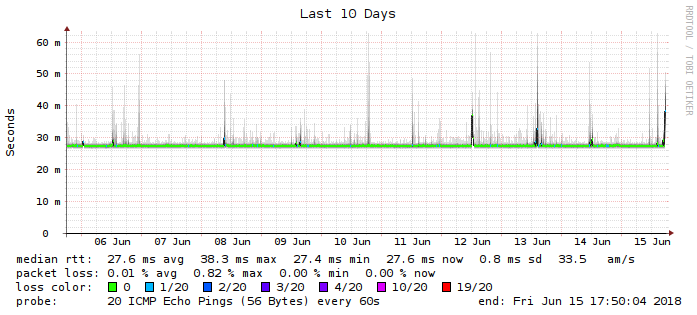 Last 10 Days
RRDTOOL / TOBI OETIKER
Seconds
60 m
50 m
40 m
30 m
20 m
10 m
0
06 Jun 07 Jun 08 Jun 09 Jun 10 Jun 11 Jun 12 Jun 13 Jun 14 Jun 15 Jun
median rtt: 27.6 ms avg 38.3 ms max 27.4 ms min 27.6 ms now 0.8 ms sd 33.5 am/s
packet loss: 0.01 % avg 0.82 % max 0.00 % min 0.00 % now
loss color: 0 1/20 2/20 3/20 4/20 10/20 19/20
probe: 20 ICMP Echo Pings (56 Bytes) every 60s end: Fri Jun 15 17:50:04 2018